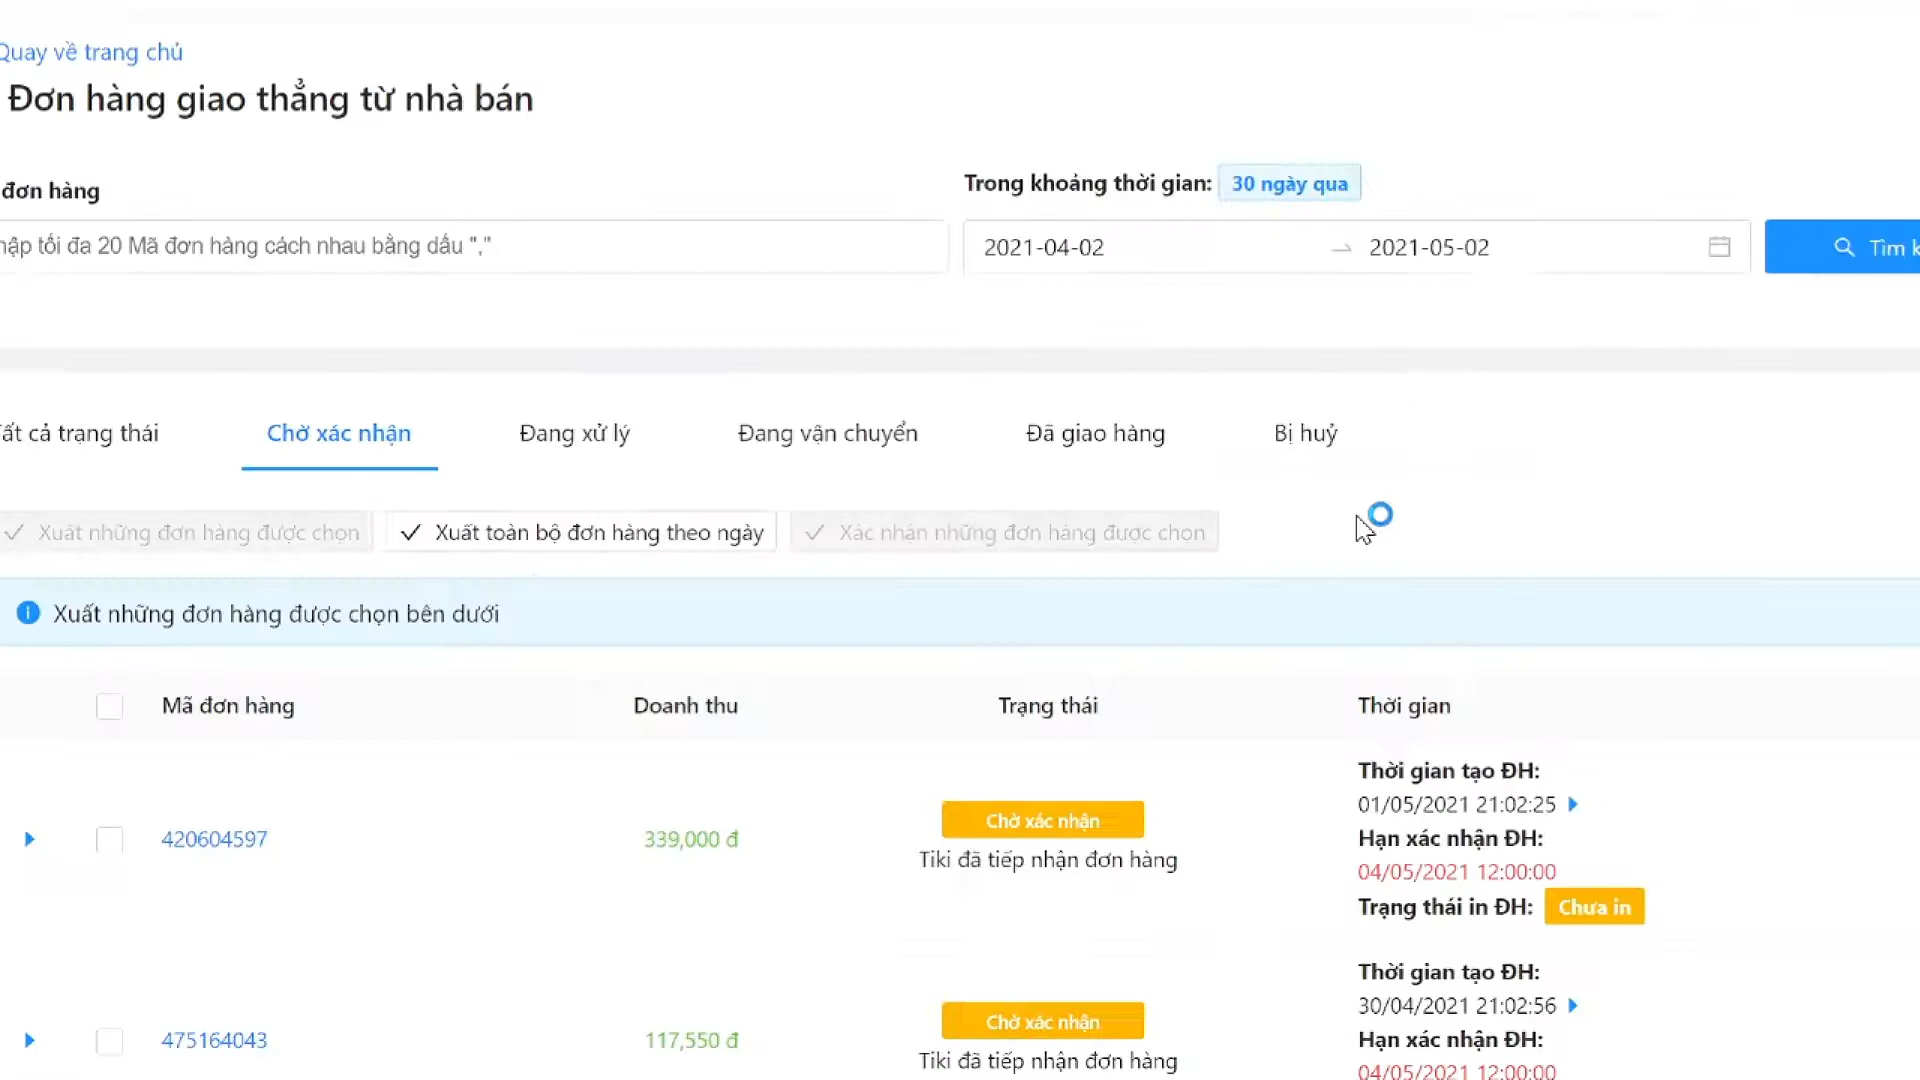 Quay về trang chủ
Đơn hàng giao thẳng từ nhà bán
đơn hàng
Trong khoảng thời gian: 30 ngày qua
tối đa 20 Mã đơn hàng cách nhau bằng dấu ","
2021-04-02 → 2021-05-02
Tìm
cả trạng thái Chờ xác nhận Đang xử lý Đang vận chuyển Đã giao hàng Bị huỷ
Xuất những đơn hàng được chọn Xuất toàn bộ đơn hàng theo ngày Xác nhận những đơn hàng được chọn
Xuất những đơn hàng được chọn bên dưới
Mã đơn hàng Doanh thu Trạng thái Thời gian
Thời gian tạo ĐH:
01/05/2021 21:02:25
420604597 339,000 đ Chờ xác nhận
Tiki đã tiếp nhận đơn hàng
Hạn xác nhận ĐH:
04/05/2021 12:00:00
Trạng thái in ĐH: Chưa in
Thời gian tạo ĐH:
30/04/2021 21:02:56
475164043 117,550 đ Chờ xác nhận
Tiki đã tiếp nhận đơn hàng
Hạn xác nhận ĐH:
04/05/2021 12:00:00